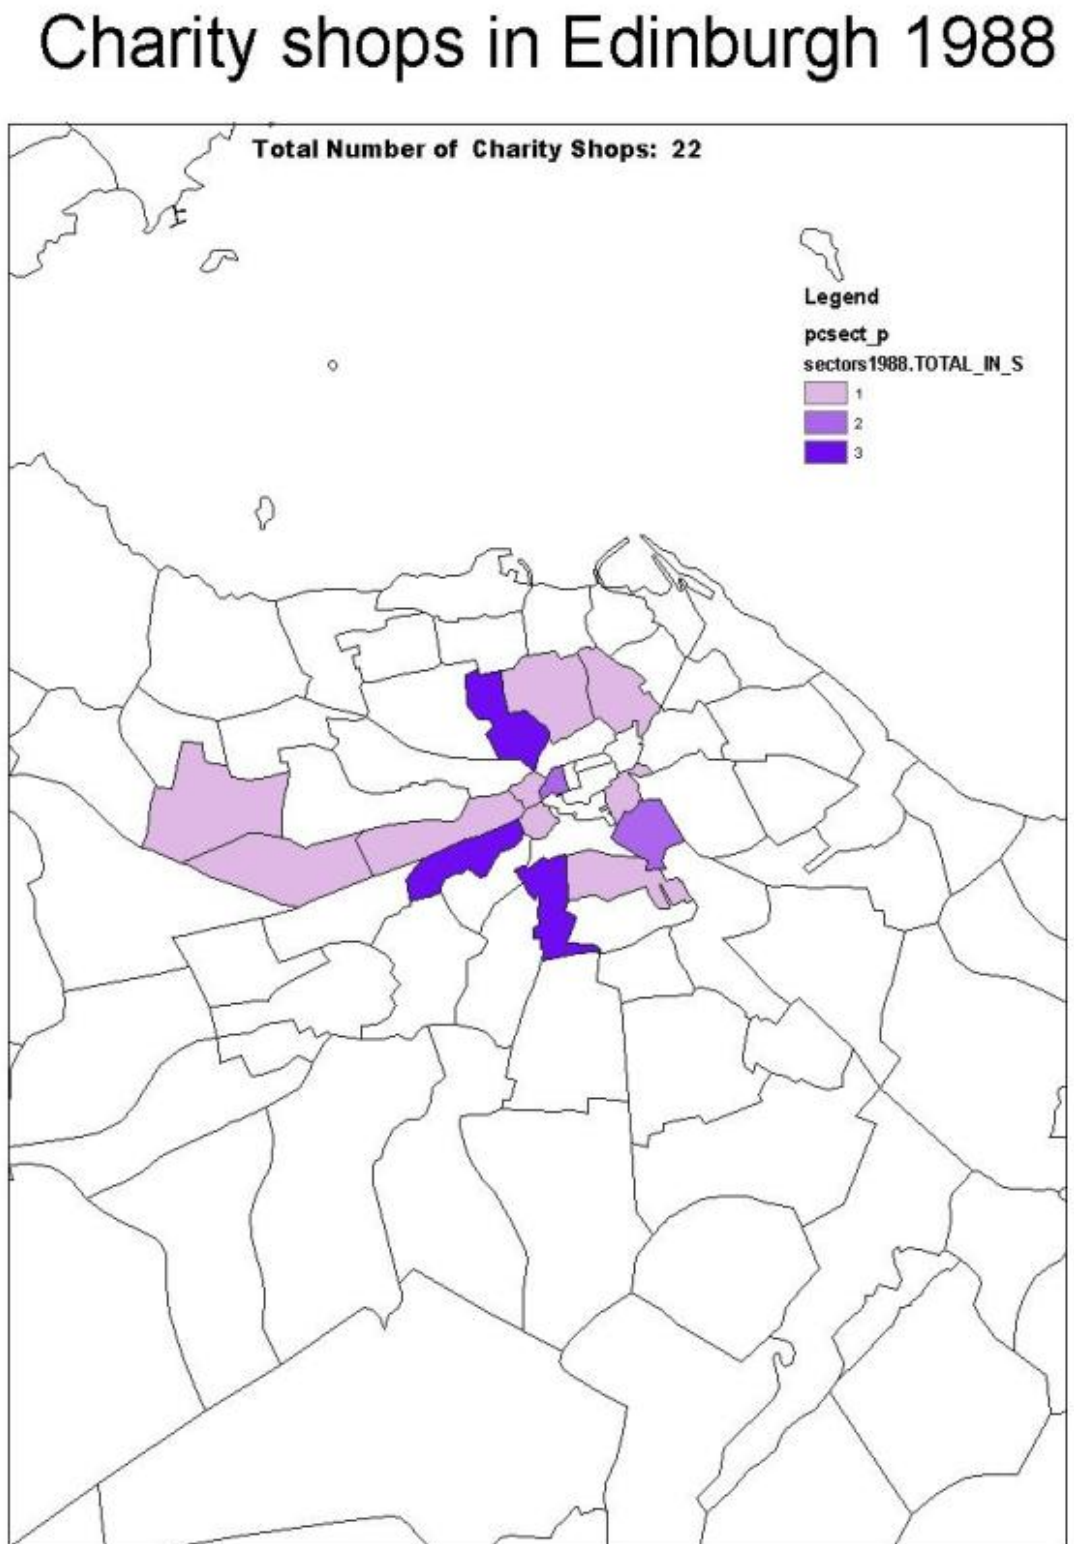 Charity shops in Edinburgh 1988
Total Number of Charity Shops: 22
Legend
pcsect_p
sectors1988.TOTAL_IN_S
1
2
3